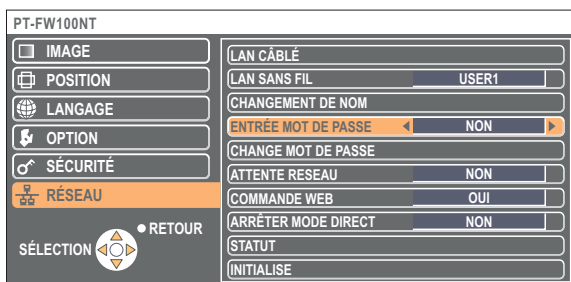 PT-FW100NT
IMAGE
POSITION
LANGAGE
OPTION
SÉCURITÉ
RÉSEAU
RETOUR
SÉLECTION
LAN CÂBLÉ
LAN SANS FIL USER1
CHANGEMENT DE NOM
ENTRÉE MOT DE PASSE NON
CHANGE MOT DE PASSE
ATTENTE RESEAU NON
COMMANDE WEB OUI
ARRÊTER MODE DIRECT NON
STATUT
INITIALISE